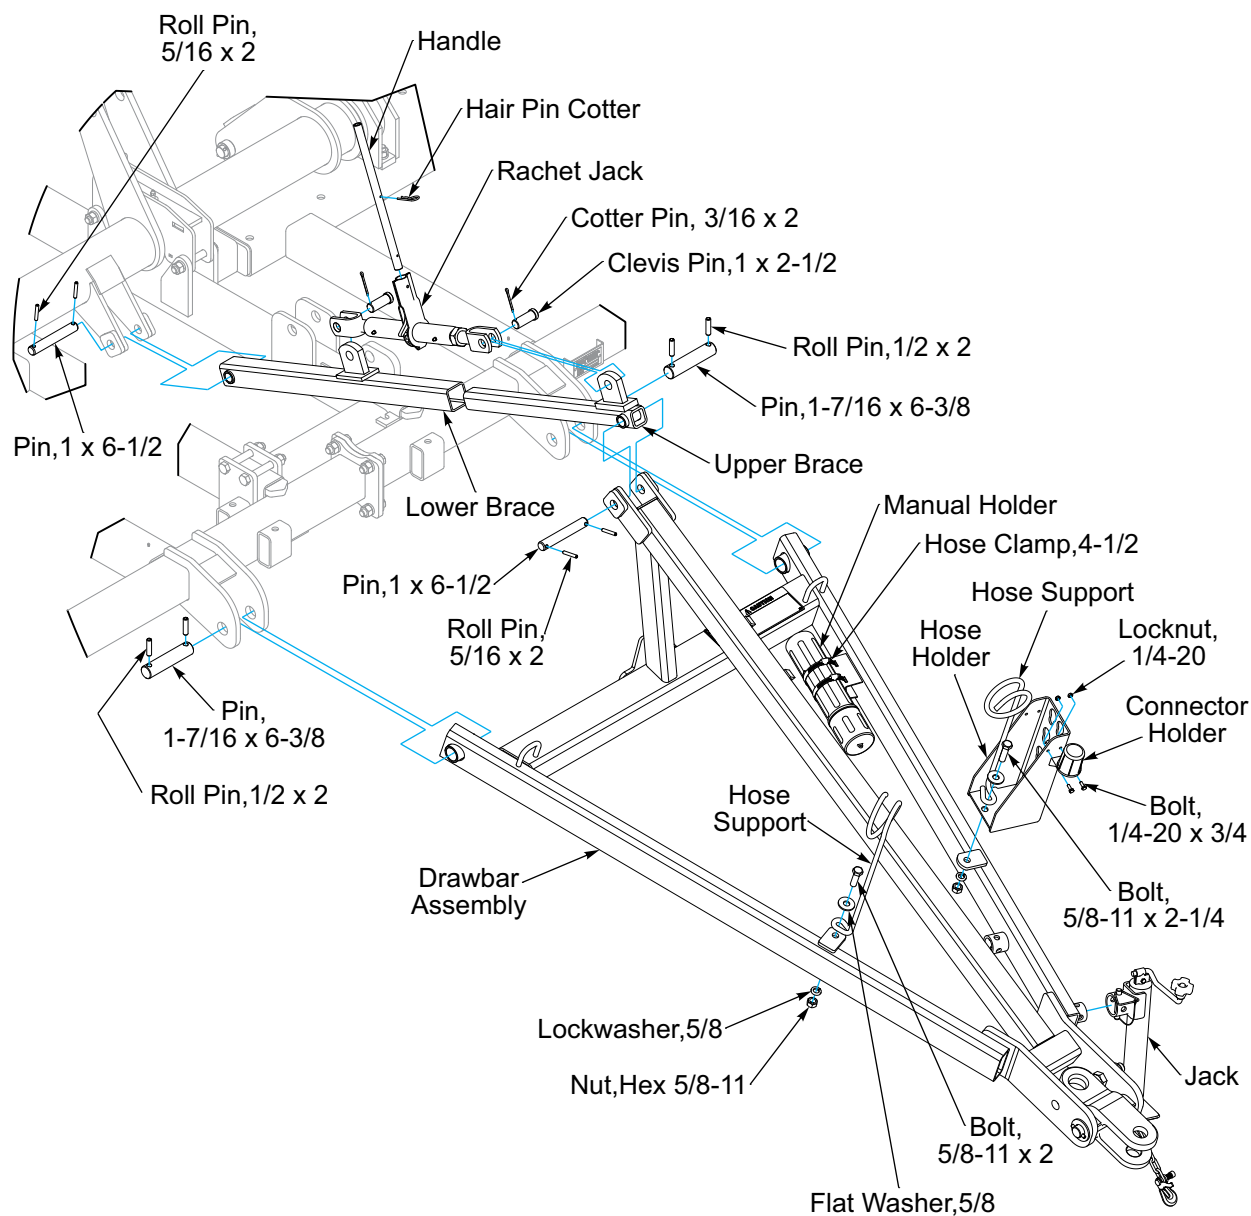 Roll Pin,
5/16 x 2
Handle
Hair Pin Cotter
Rachet Jack
Cotter Pin, 3/16 x 2
Clevis Pin,1 x 2-1/2
Roll Pin,1/2 x 2
Pin,1-7/16 x 6-3/8
Pin,1 x 6-1/2
Upper Brace
Lower Brace
Manual Holder
Hose Clamp,4-1/2
Pin,1 x 6-1/2
Hose Support
Roll Pin,
5/16 x 2
Hose
Holder
Locknut,
1/4-20
Connector
Holder
Pin,
1-7/16 x 6-3/8
Roll Pin,1/2 x 2
Hose
Support
Bolt,
1/4-20 x 3/4
Drawbar
Assembly
Bolt,
5/8-11 x 2-1/4
Lockwasher,5/8
Nut,Hex 5/8-11
Jack
Bolt,
5/8-11 x 2
Flat Washer,5/8